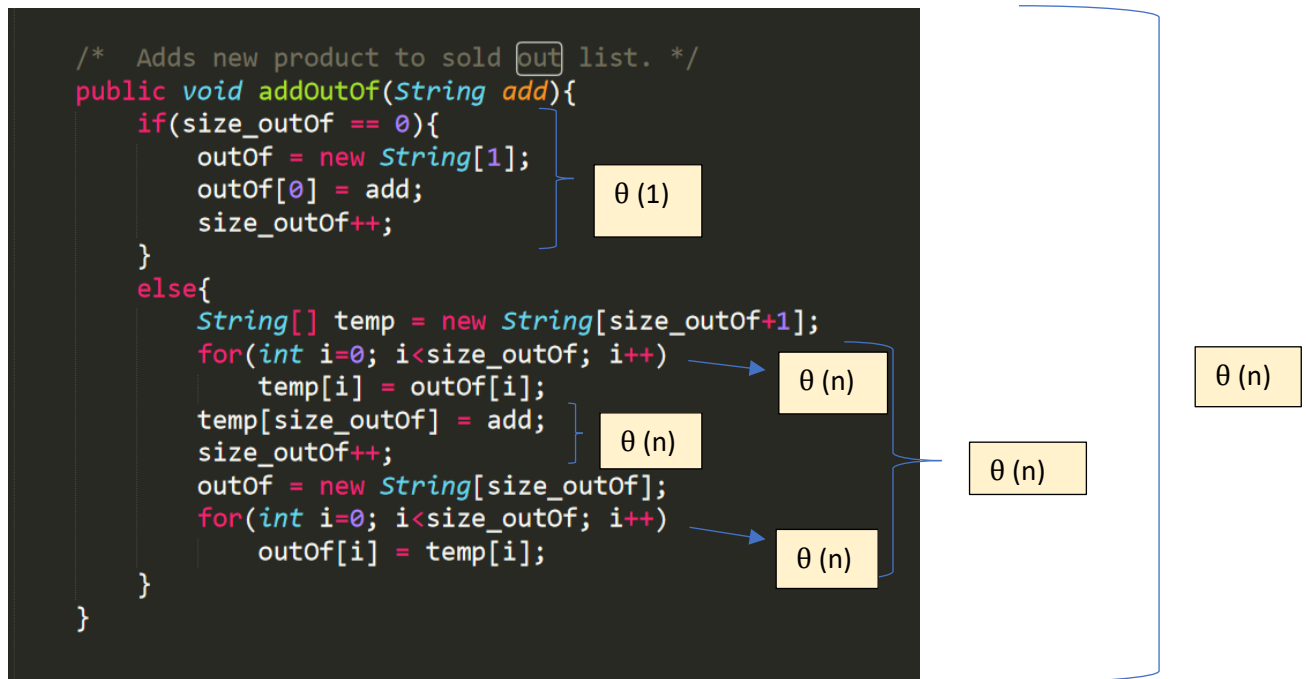 /*  Adds new product to sold out list. */
public void addOutOf(String add){
if(size_outOf == 0){
outOf = new String[1];
outOf[0] = add;
size_outOf++;
}
θ (1)
else{
String[] temp = new String[size_outOf+1];
for(int i=0; i<size_outOf; i++)
θ (n)
temp[i] = outOf[i];
temp[size_outOf] = add;
size_outOf++;
θ (n)
outOf = new String[size_outOf];
for(int i=0; i<size_outOf; i++)
outOf[i] = temp[i];
θ (n)
}
}
θ (n)
θ (n)